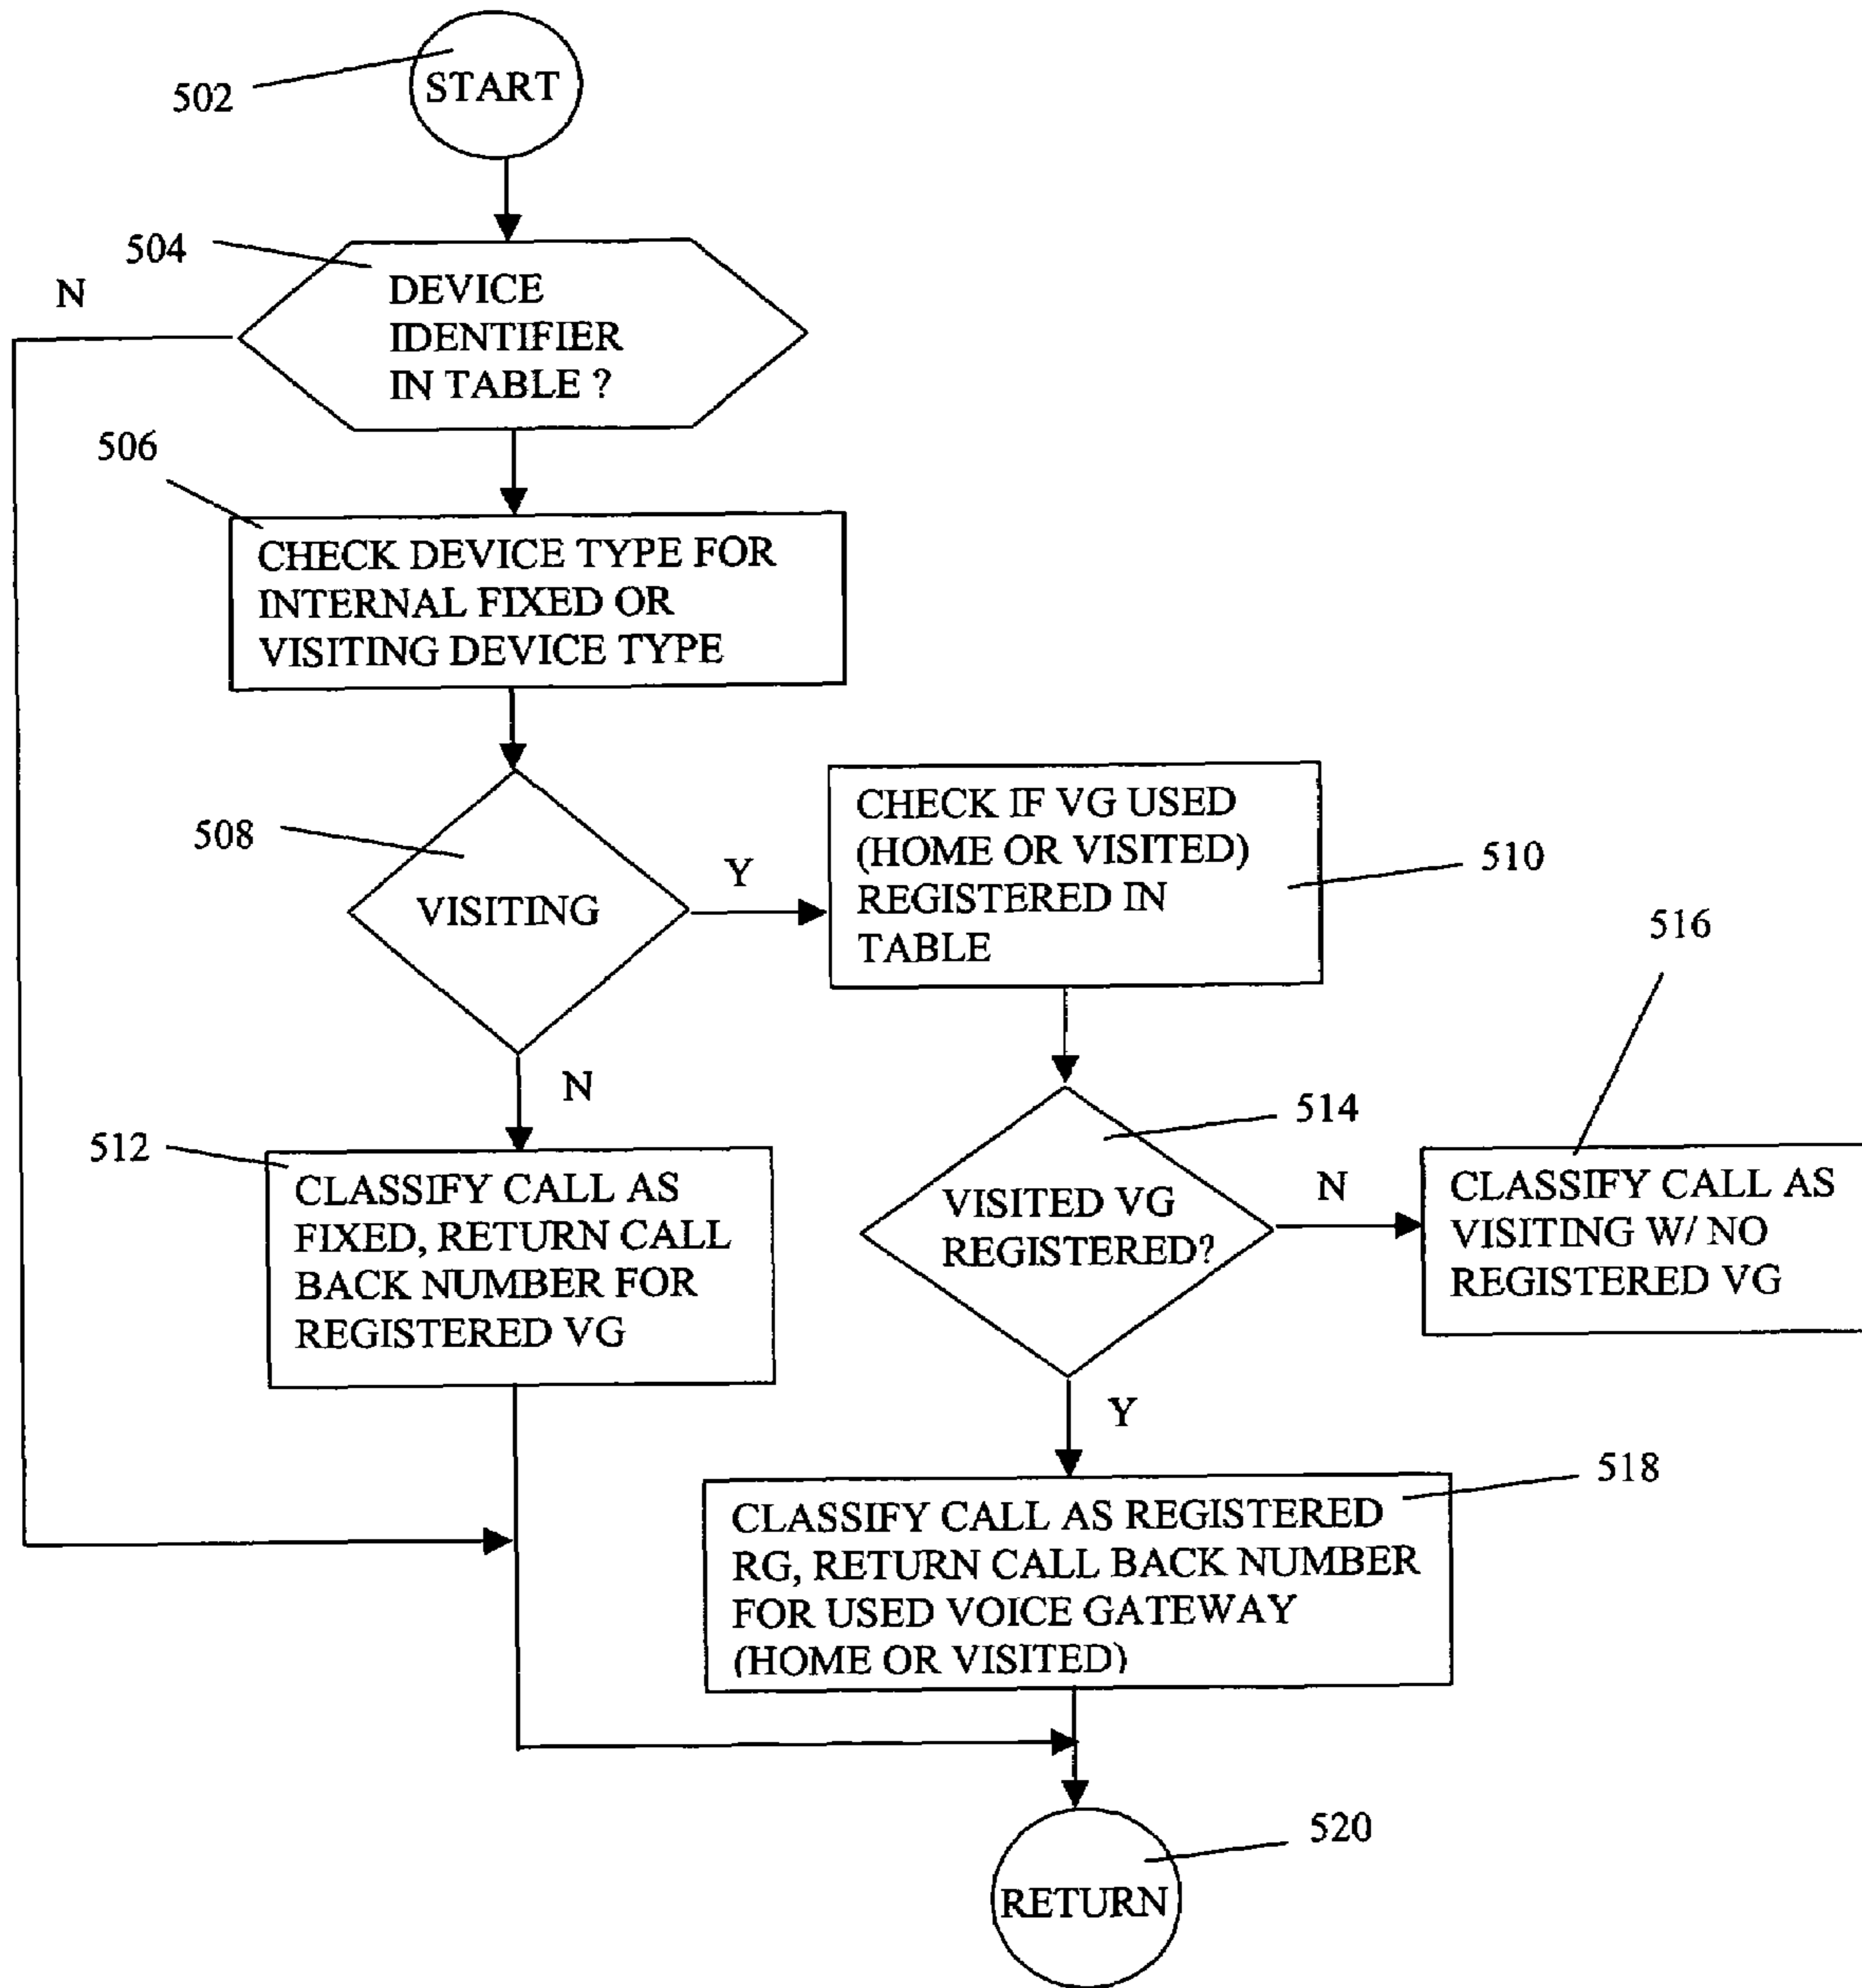 START
502
504
N
DEVICE
IDENTIFIER
IN TABLE ?
506
CHECK DEVICE TYPE FOR
INTERNAL FIXED OR
VISITING DEVICE TYPE
508
VISITING
Y
CHECK IF VG USED
(HOME OR VISITED)
REGISTERED IN
TABLE
510
516
N
512
CLASSIFY CALL AS
FIXED, RETURN CALL
BACK NUMBER FOR
REGISTERED VG
514
VISITED VG
REGISTERED?
N
CLASSIFY CALL AS
VISITING W/ NO
REGISTERED VG
Y
518
CLASSIFY CALL AS REGISTERED
RG, RETURN CALL BACK NUMBER
FOR USED VOICE GATEWAY
(HOME OR VISITED)
520
RETURN